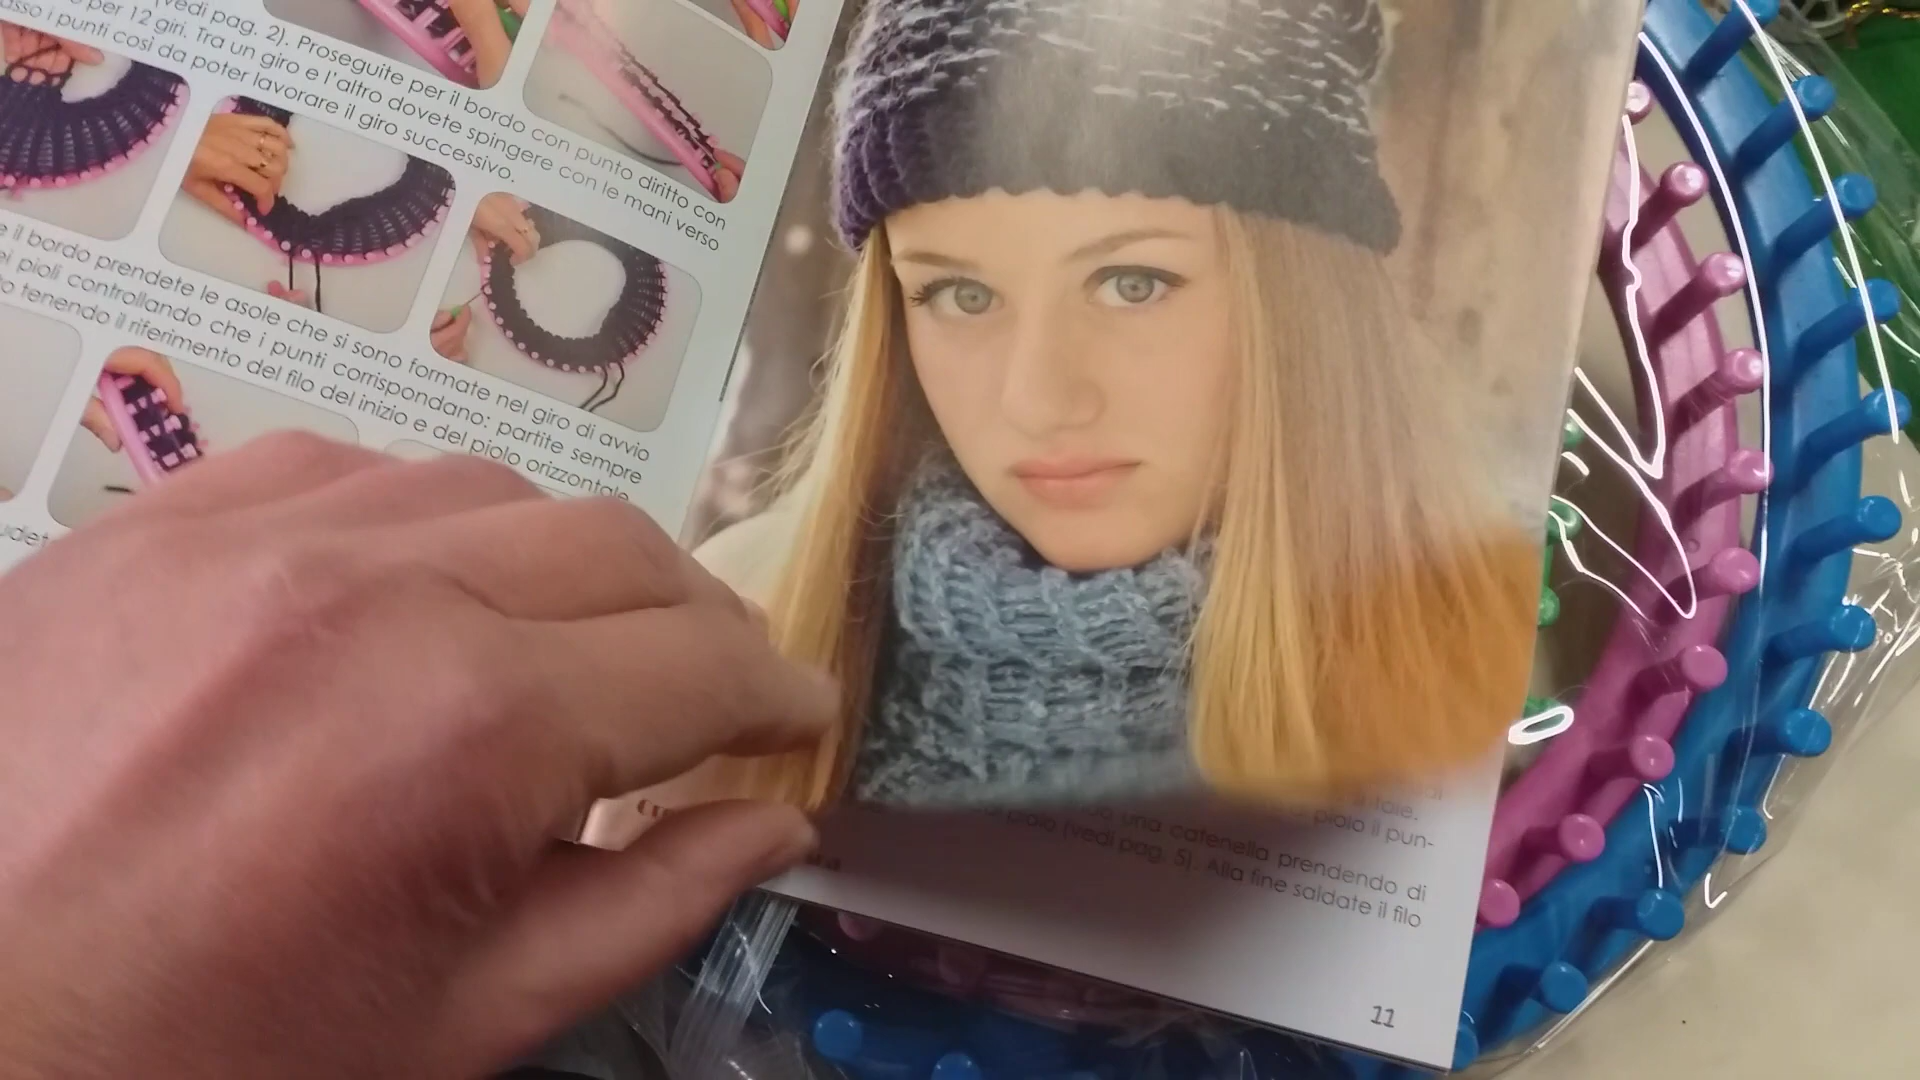 (vedi pag. 2). Proseguite per il bordo con punto diritto con
per 12 giri. Tra un giro e l'altro dovete spingere con le mani verso
i punti così da poter lavorare il giro successivo.
e il bordo prendete le asole che si sono formate nel giro di avvio
pioli controllando che i punti corrispondano: partite sempre
tenendo il riferimento del filo del inizio e del piolo orizzontale
piolo il pun-
una catenella prendendo di
piolo (vedi pag. 5). Alla fine saldate il filo
11